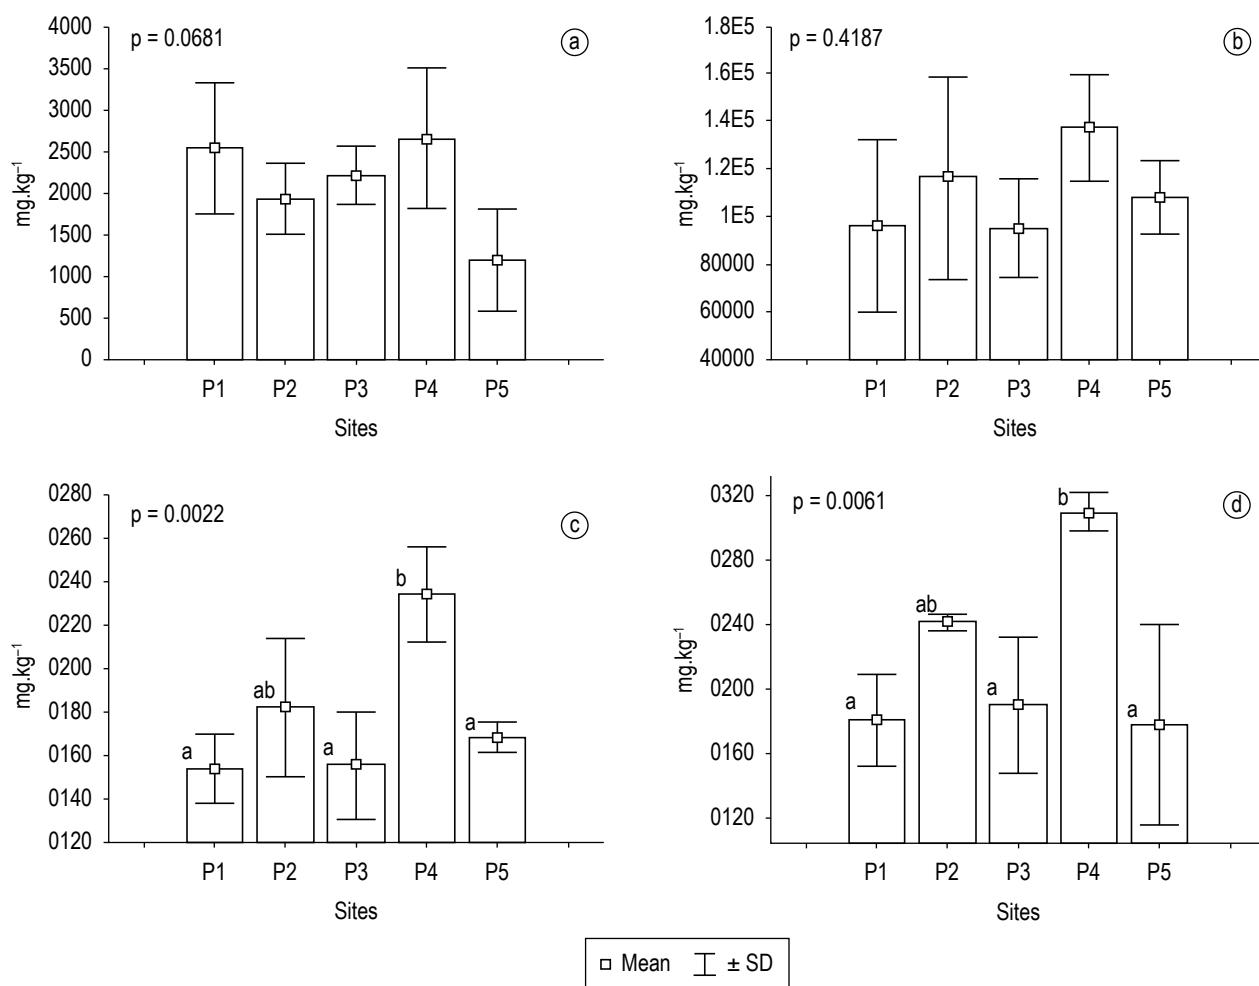 4000
3500
3000
2500
2000
1500
1000
500
0
mg.kg⁻¹
p = 0.0681
a
P1 P2 P3 P4 P5
Sites
1.8E5
1.6E5
1.4E5
1.2E5
1E5
80000
60000
40000
mg.kg⁻¹
p = 0.4187
b
P1 P2 P3 P4 P5
Sites
0280
0260
0240
0220
0200
0180
0160
0140
0120
mg.kg⁻¹
p = 0.0022
c
a ab a b a
P1 P2 P3 P4 P5
Sites
0320
0280
0240
0200
0160
0120
mg.kg⁻¹
p = 0.0061
d
a ab a b a
P1 P2 P3 P4 P5
Sites
Mean ± SD